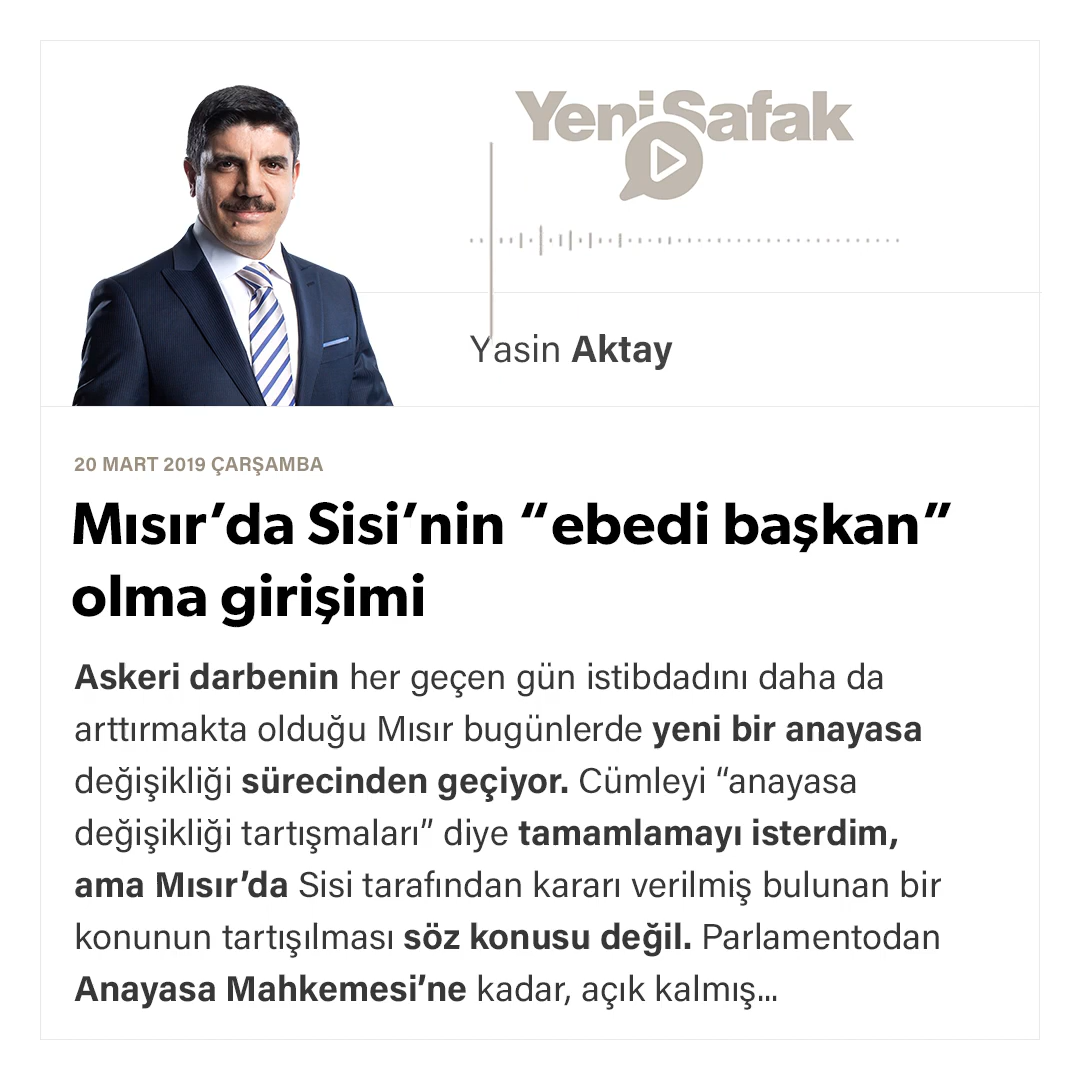 YeniSafak
Yasin Aktay
20 MART 2019 ÇARŞAMBA
Mısır’da Sisi’nin “ebedi başkan”
olma girişimi
Askeri darbenin her geçen gün istibdadını daha da
arttırmakta olduğu Mısır bugünlerde yeni bir anayasa
değişikliği sürecinden geçiyor. Cümleyi “anayasa
değişikliği tartışmaları” diye tamamlamayı isterdim,
ama Mısır’da Sisi tarafından kararı verilmiş bulunan bir
konunun tartışılması söz konusu değil. Parlamentodan
Anayasa Mahkemesi’ne kadar, açık kalmış...